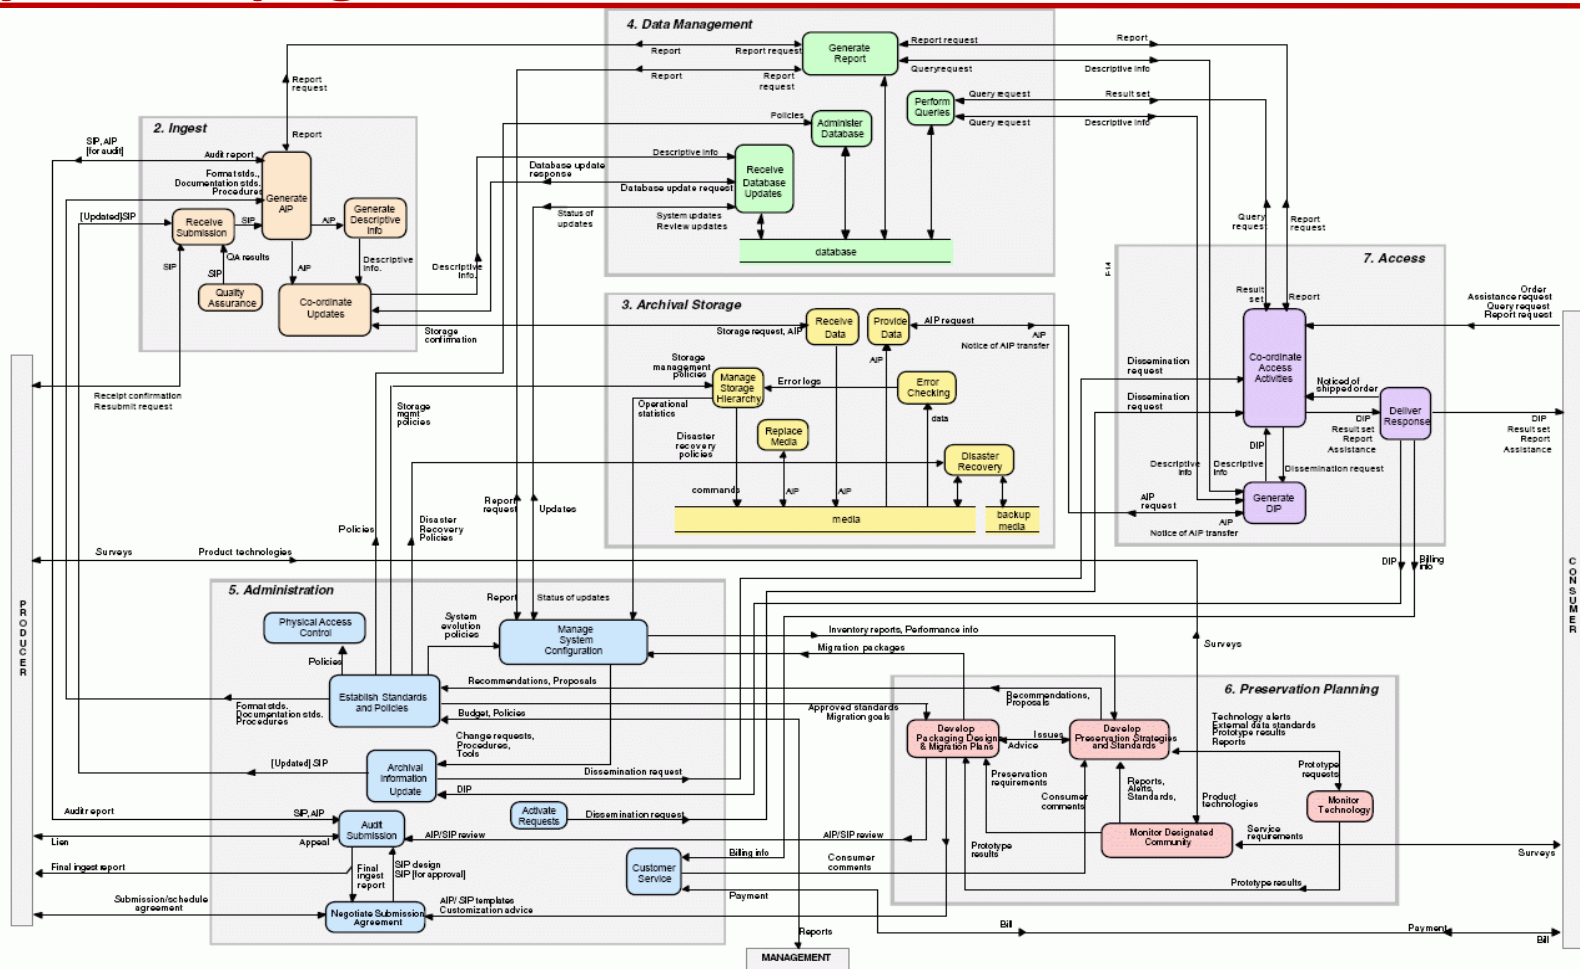 4. Data Management
Generate
Report
Report request
Report
Report
Report request
Queryrequest
Descriptive Info
Report
Report
request
Report
request
Perform
Queries
Query request
Result set
Query request
Descriptive Info
Policies
Administer
Database
2. Ingest
Report
SIP, AIP
[for audit]
Audit report
Format stds.,
Documentation stds.
Procedures
Generate
AIP
Descriptive Info
Database update
response
Database update request
Receive
Database
Updates
Status of
updates
System updates
Review updates
database
[Updated]SIP
Receive
Submission
SIP
AIP
Generate
Descriptive
Info
QA results
SIP
SIP
AIP
Descriptive
Info.
Descriptive
Info.
Quality
Assurance
Co-ordinate
Updates
Query
request
Report
request
F-14
7. Access
Result
set
Report
Order
Assistance request
Query request
Report request
3. Archival Storage
Storage
confirmation
Storage request, AIP
Receive
Data
Provide
Data
AIP request
AIP
Notice of AIP transfer
AIP
Storage
management
policies
Manage
Storage
Hierarchy
Error logs
Error
Checking
Co-ordinate
Access
Activities
Dissemination
request
Noticed of
shipped order
Dissemination
request
Deliver
Response
DIP
Result set
Report
Assistance
DIP
Result set
Report
Assistance
Receipt confirmation
Resubmit request
Storage
mgmt
policies
Operational
statistics
data
Replace
Media
Disaster
recovery
policies
Disaster
Recovery
DIP
Descriptive
Info
Descriptive
Info
Dissemination request
commands
AIP
AIP
media
backup
media
Generate
DIP
AIP
request
AIP
Notice of AIP transfer
Report
request
Updates
Policies
Disaster
Recovery
Policies
Surveys
Product technologies
DIP
Billing
info
PRODUCER
CONSUMER
5. Administration
Report
Status of updates
Physical Access
Control
System
evolution
policies
Manage
System
Configuration
Inventory reports, Performance info
Migration packages
Surveys
Policies
Establish Standards
and Policies
Recommendations, Proposals
Format stds.
Documentation stds.
Procedures
Budget, Policies
Approved standards
Migration goals
6. Preservation Planning
Recommendations,
Proposals
Technology alerts
External data standards
Prototype results
Reports
Develop
Packaging Design
& Migration Plans
Issues
Advice
Develop
Preservation Strategies
and Standards
Change requests,
Procedures,
Tools
[Updated] SIP
Archival
Information
Update
Dissemination request
DIP
Prototype
requests
Preservation
requirements
Consumer
comments
Reports,
Alerts,
Standards,
Product
technologies
Monitor
Technology
Audit report
SIP, AIP
Activate
Requests
Dissemination request
Lien
Appeal
Audit
Submission
AIP/SIP review
AIP/SIP review
Monitor Designated
Community
Service
requirements
Surveys
Prototype
results
Billing info
Final ingest report
Final
ingest
report
SIP design
SIP [for approval]
Customer
Service
Consumer
comments
Prototype results
Payment
Submission/schedule
agreement
Negotiate Submission
Agreement
AIP/ SIP templates
Customization advice
Reports
Bill
Payment
Bill
MANAGEMENT